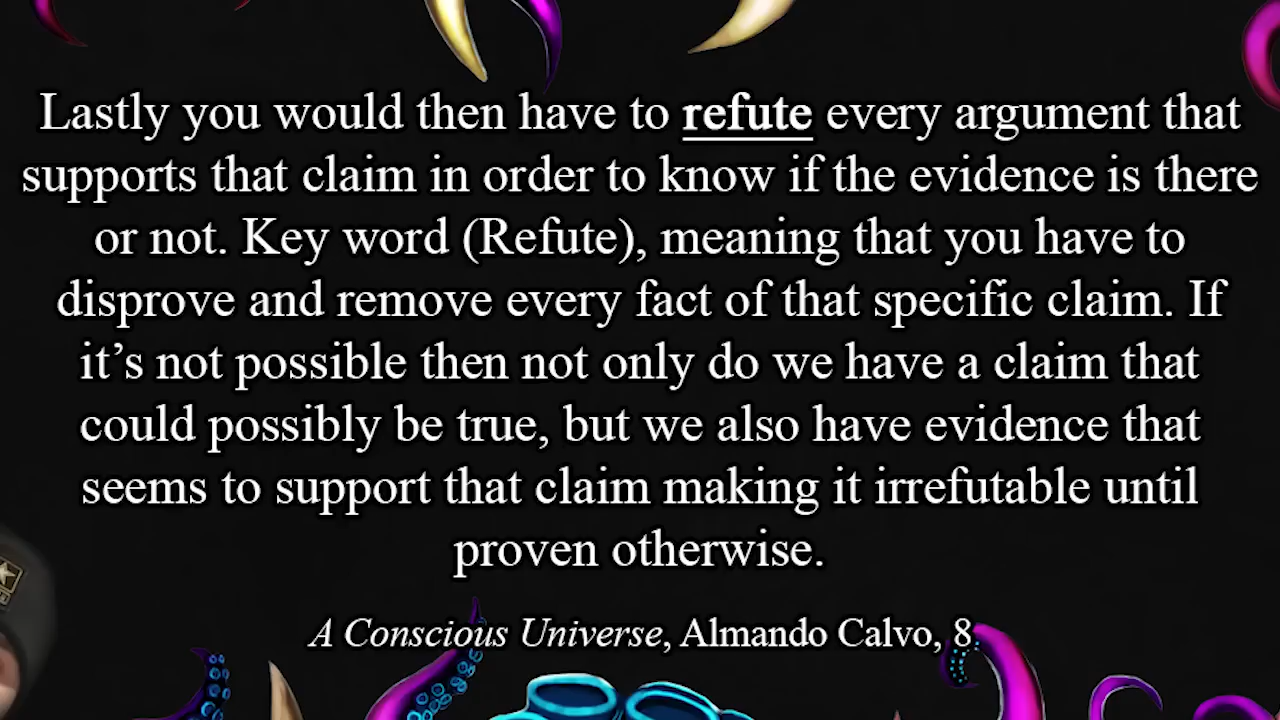 Lastly you would then have to refute every argument that
supports that claim in order to know if the evidence is there
or not. Key word (Refute), meaning that you have to
disprove and remove every fact of that specific claim. If
it’s not possible then not only do we have a claim that
could possibly be true, but we also have evidence that
seems to support that claim making it irrefutable until
proven otherwise.
A Conscious Universe, Almando Calvo, 8